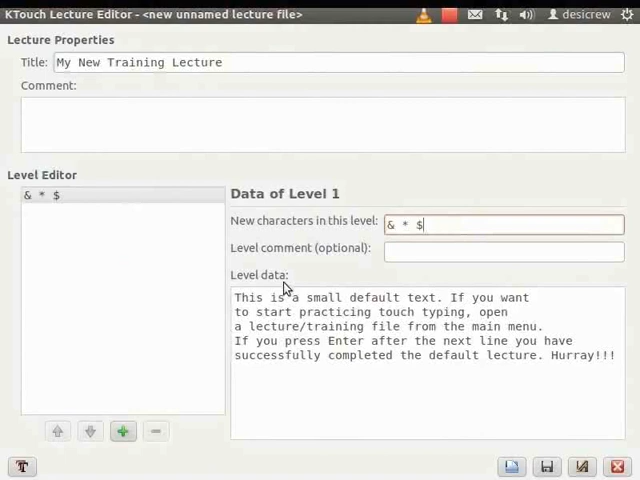 KTouch Lecture Editor - <new unnamed lecture file>
desicrew
Lecture Properties
Title: My New Training Lecture
Comment:
Level Editor
& * $
Data of Level 1
New characters in this level: & * $
Level comment (optional):
Level data:
This is a small default text. If you want
to start practicing touch typing, open
a lecture/training file from the main menu.
If you press Enter after the next line you have
successfully completed the default lecture. Hurray!!!